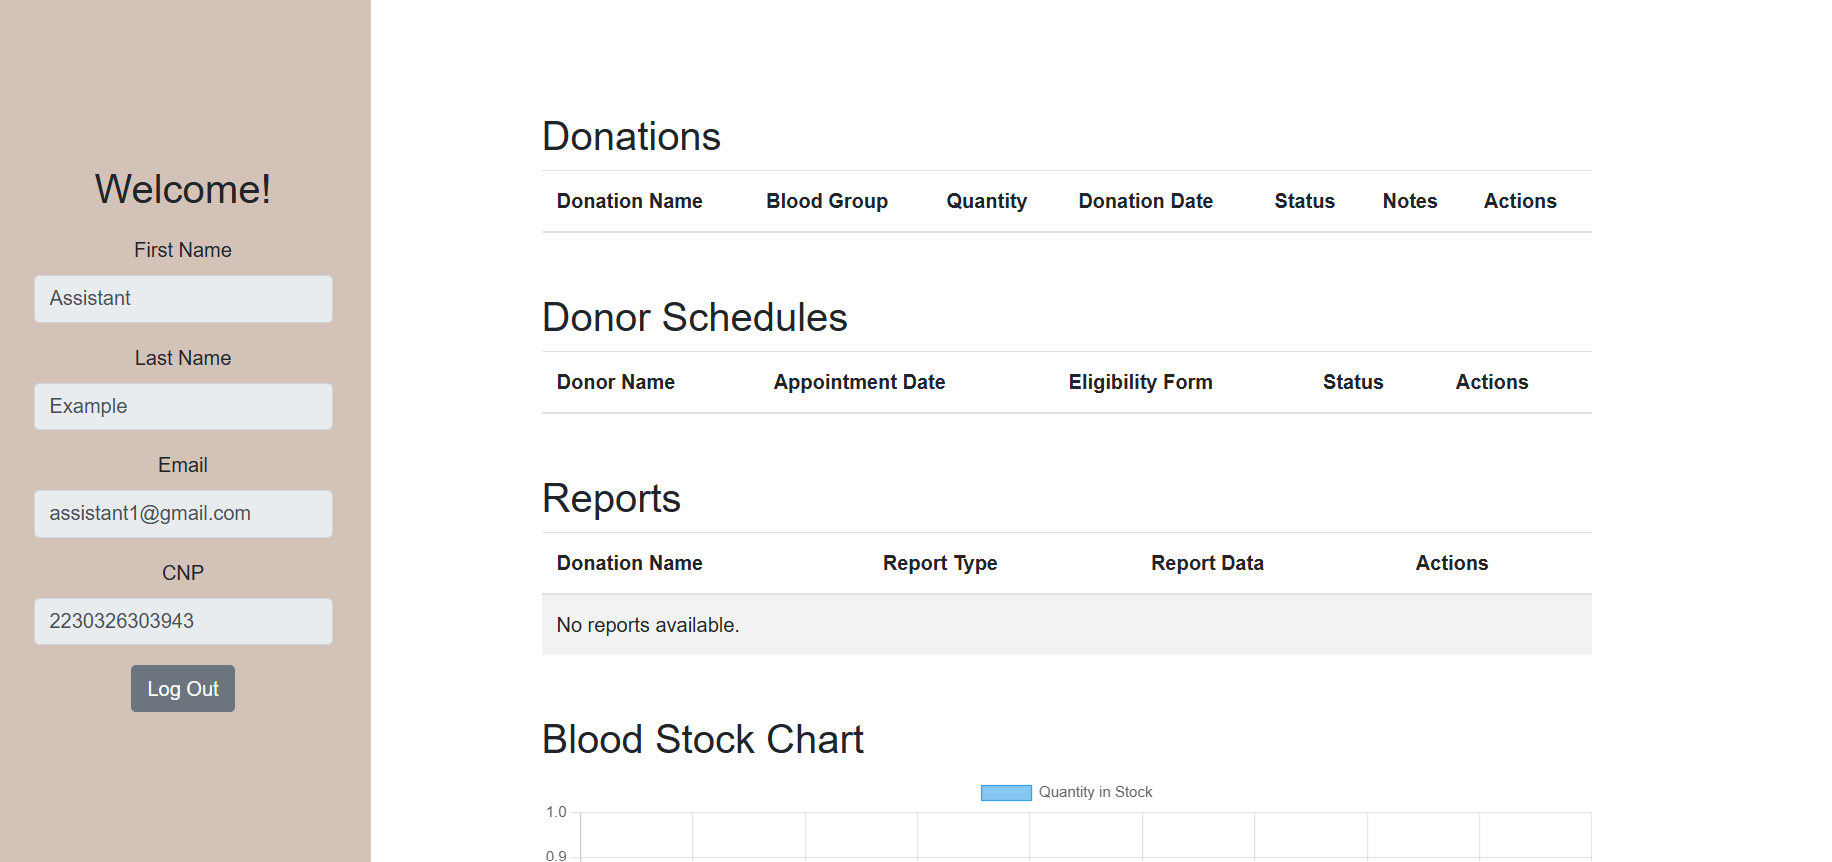 Welcome!
First Name
Assistant
Last Name
Example
Email
assistant1@gmail.com
CNP
2230326303943
Log Out
Donations
Donation Name Blood Group Quantity Donation Date Status Notes Actions
Donor Schedules
Donor Name Appointment Date Eligibility Form Status Actions
Reports
Donation Name Report Type Report Data Actions
No reports available.
Blood Stock Chart
Quantity in Stock
1.0
0.9